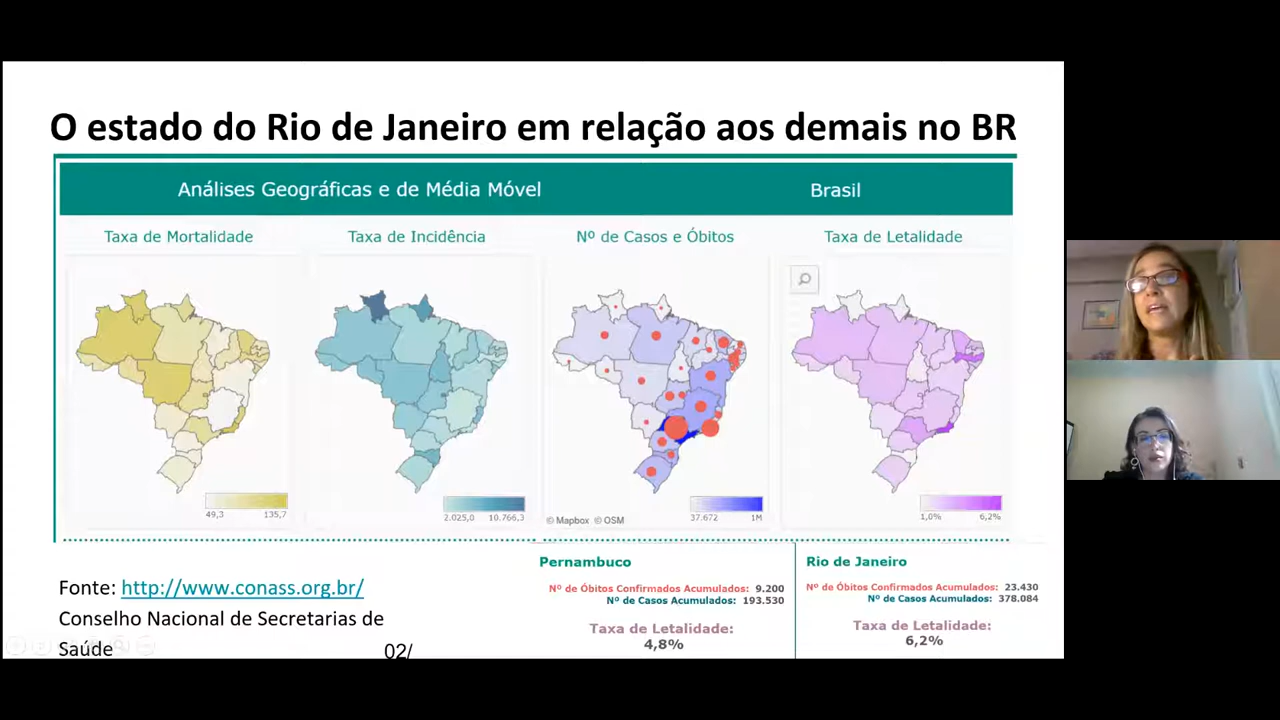 O estado do Rio de Janeiro em relação aos demais no BR
Análises Geográficas e de Média Móvel
Brasil
Taxa de Mortalidade
Taxa de Incidência
Nº de Casos e Óbitos
Taxa de Letalidade
49,3 135,7
2.025,0 10.766,3
© Mapbox © OSM
37.672 1M
1,0% 6,2%
Fonte: http://www.conass.org.br/
Conselho Nacional de Secretarias de
Saúde
02/
Pernambuco
Nº de Óbitos Confirmados Acumulados: 9.200
Nº de Casos Acumulados: 193.530
Taxa de Letalidade:
4,8%
Rio de Janeiro
Nº de Óbitos Confirmados Acumulados: 23.430
Nº de Casos Acumulados: 378.084
Taxa de Letalidade:
6,2%